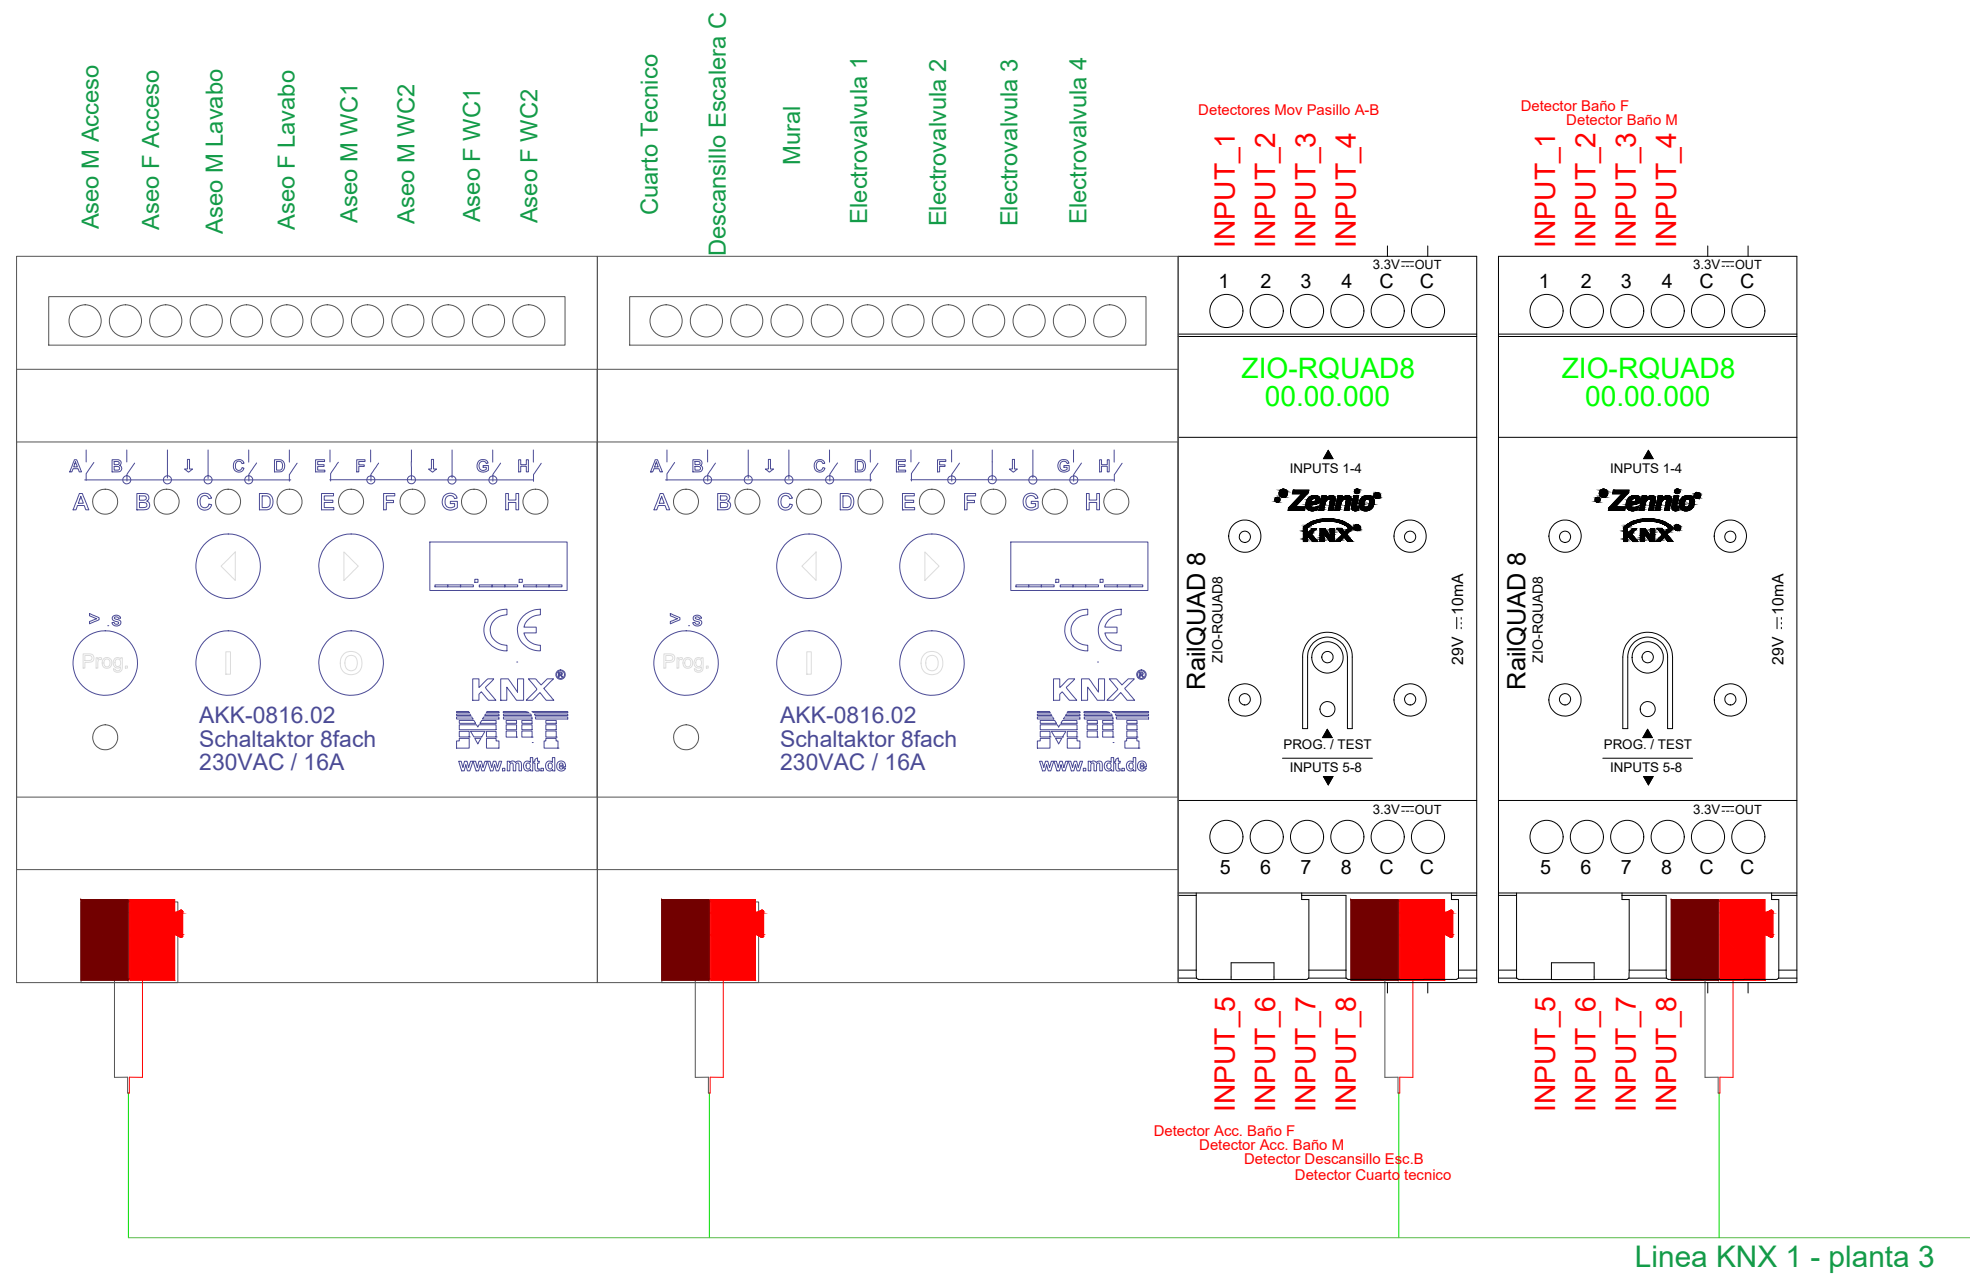 Aseo M Acceso
Aseo F Acceso
Aseo M Lavabo
Aseo F Lavabo
Aseo M WC1
Aseo M WC2
Aseo F WC1
Aseo F WC2
Cuarto Tecnico
Descansillo Escalera C
Mural
Electrovalvula 1
Electrovalvula 2
Electrovalvula 3
Electrovalvula 4
Detectores Mov Pasillo A-B
INPUT_1
INPUT_2
INPUT_3
INPUT_4
Detector Baño F
Detector Baño M
INPUT_1
INPUT_2
INPUT_3
INPUT_4
A B C D E F G H
A B C D E F G H
> .s
Prog.
I
O
CE
KNX®
MDT
www.mdt.de
AKK-0816.02
Schaltaktor 8fach
230VAC / 16A
A B C D E F G H
A B C D E F G H
> .s
Prog.
I
O
CE
KNX®
MDT
www.mdt.de
AKK-0816.02
Schaltaktor 8fach
230VAC / 16A
3.3V OUT
1 2 3 4 C C
ZIO-RQUAD8
00.00.000
INPUTS 1-4
Zennio
KNX
RailQUAD 8
ZIO-RQUAD8
29V 10mA
PROG. / TEST
INPUTS 5-8
3.3V OUT
5 6 7 8 C C
3.3V OUT
1 2 3 4 C C
ZIO-RQUAD8
00.00.000
INPUTS 1-4
Zennio
KNX
RailQUAD 8
ZIO-RQUAD8
29V 10mA
PROG. / TEST
INPUTS 5-8
3.3V OUT
5 6 7 8 C C
INPUT_5
INPUT_6
INPUT_7
INPUT_8
Detector Acc. Baño F
Detector Acc. Baño M
Detector Descansillo Esc.B
Detector Cuarto tecnico
INPUT_5
INPUT_6
INPUT_7
INPUT_8
Linea KNX 1 - planta 3